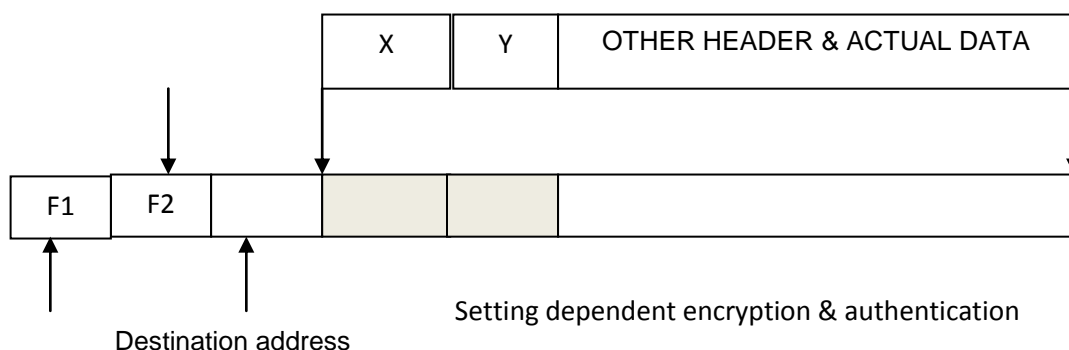 X Y OTHER HEADER & ACTUAL DATA
F1 F2
Setting dependent encryption & authentication
Destination address